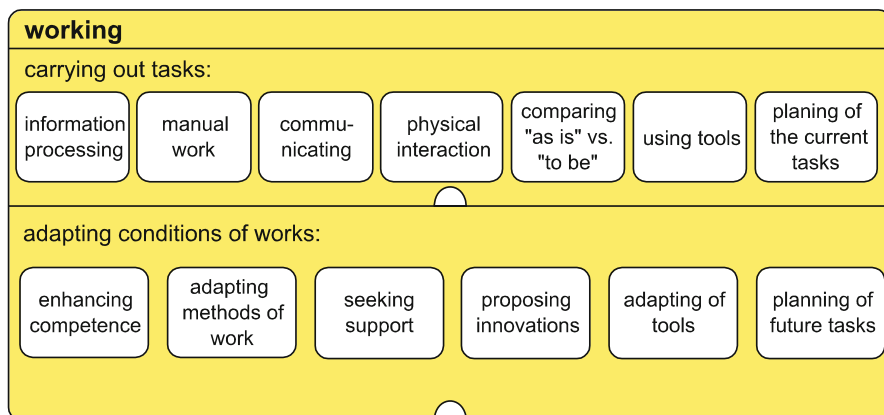 working
carrying out tasks:
information
processing
manual
work
commu-
nicating
physical
interaction
comparing
"as is" vs.
"to be"
using tools
planing of
the current
tasks
adapting conditions of works:
enhancing
competence
adapting
methods of
work
seeking
support
proposing
innovations
adapting of
tools
planning of
future tasks